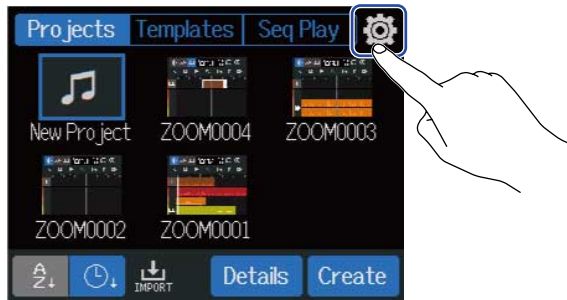 Projects Templates Seq Play
New Project ZOOM0004 ZOOM0003
ZOOM0002 ZOOM0001
A Z IMPORT Details Create